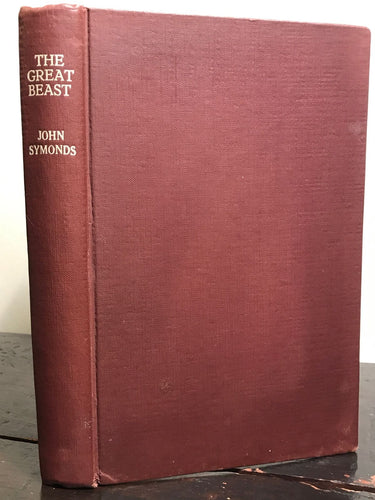 THE
GREAT
BEAST
JOHN
SYMONDS